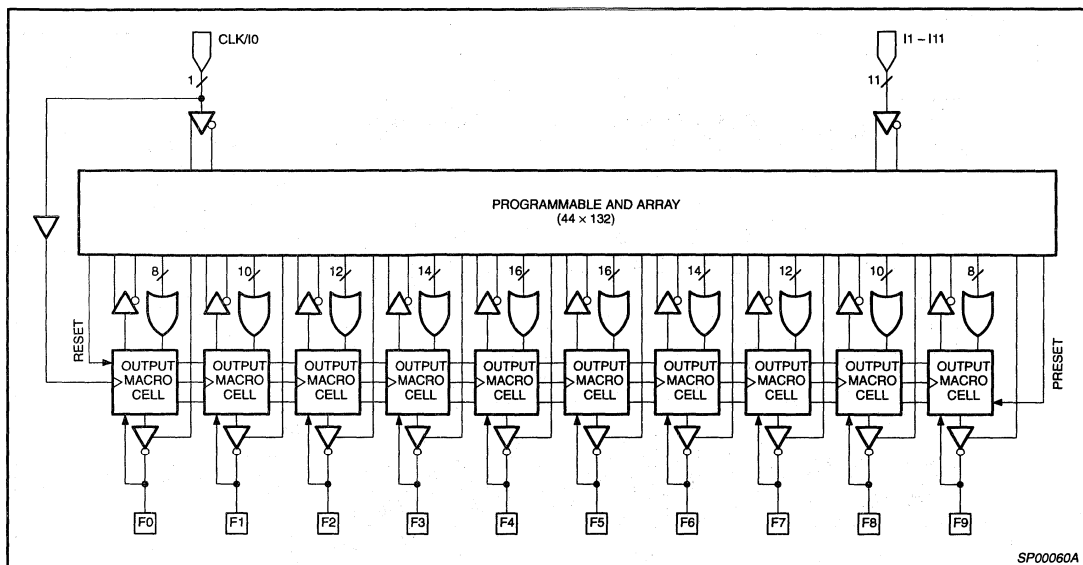 CLK/I0
I1 – I11
1
11
PROGRAMMABLE AND ARRAY
(44 × 132)
8 10 12 14 16 16 14 12 10 8
RESET
PRESET
OUTPUT MACRO CELL
OUTPUT MACRO CELL
OUTPUT MACRO CELL
OUTPUT MACRO CELL
OUTPUT MACRO CELL
OUTPUT MACRO CELL
OUTPUT MACRO CELL
OUTPUT MACRO CELL
OUTPUT MACRO CELL
OUTPUT MACRO CELL
F0 F1 F2 F3 F4 F5 F6 F7 F8 F9
SP00060A